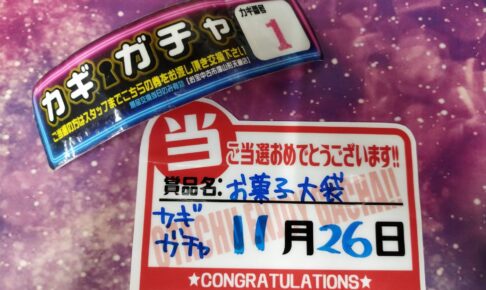 カギガチャ
カギ番号
1
ご当選の方はスタッフまでこちらの券をお渡し頂き交換下さい
当
ご当選おめでとうございます!!
賞品名: お菓子大袋
カギ
ガチャ
11月26日
★CONGRATULATIONS★